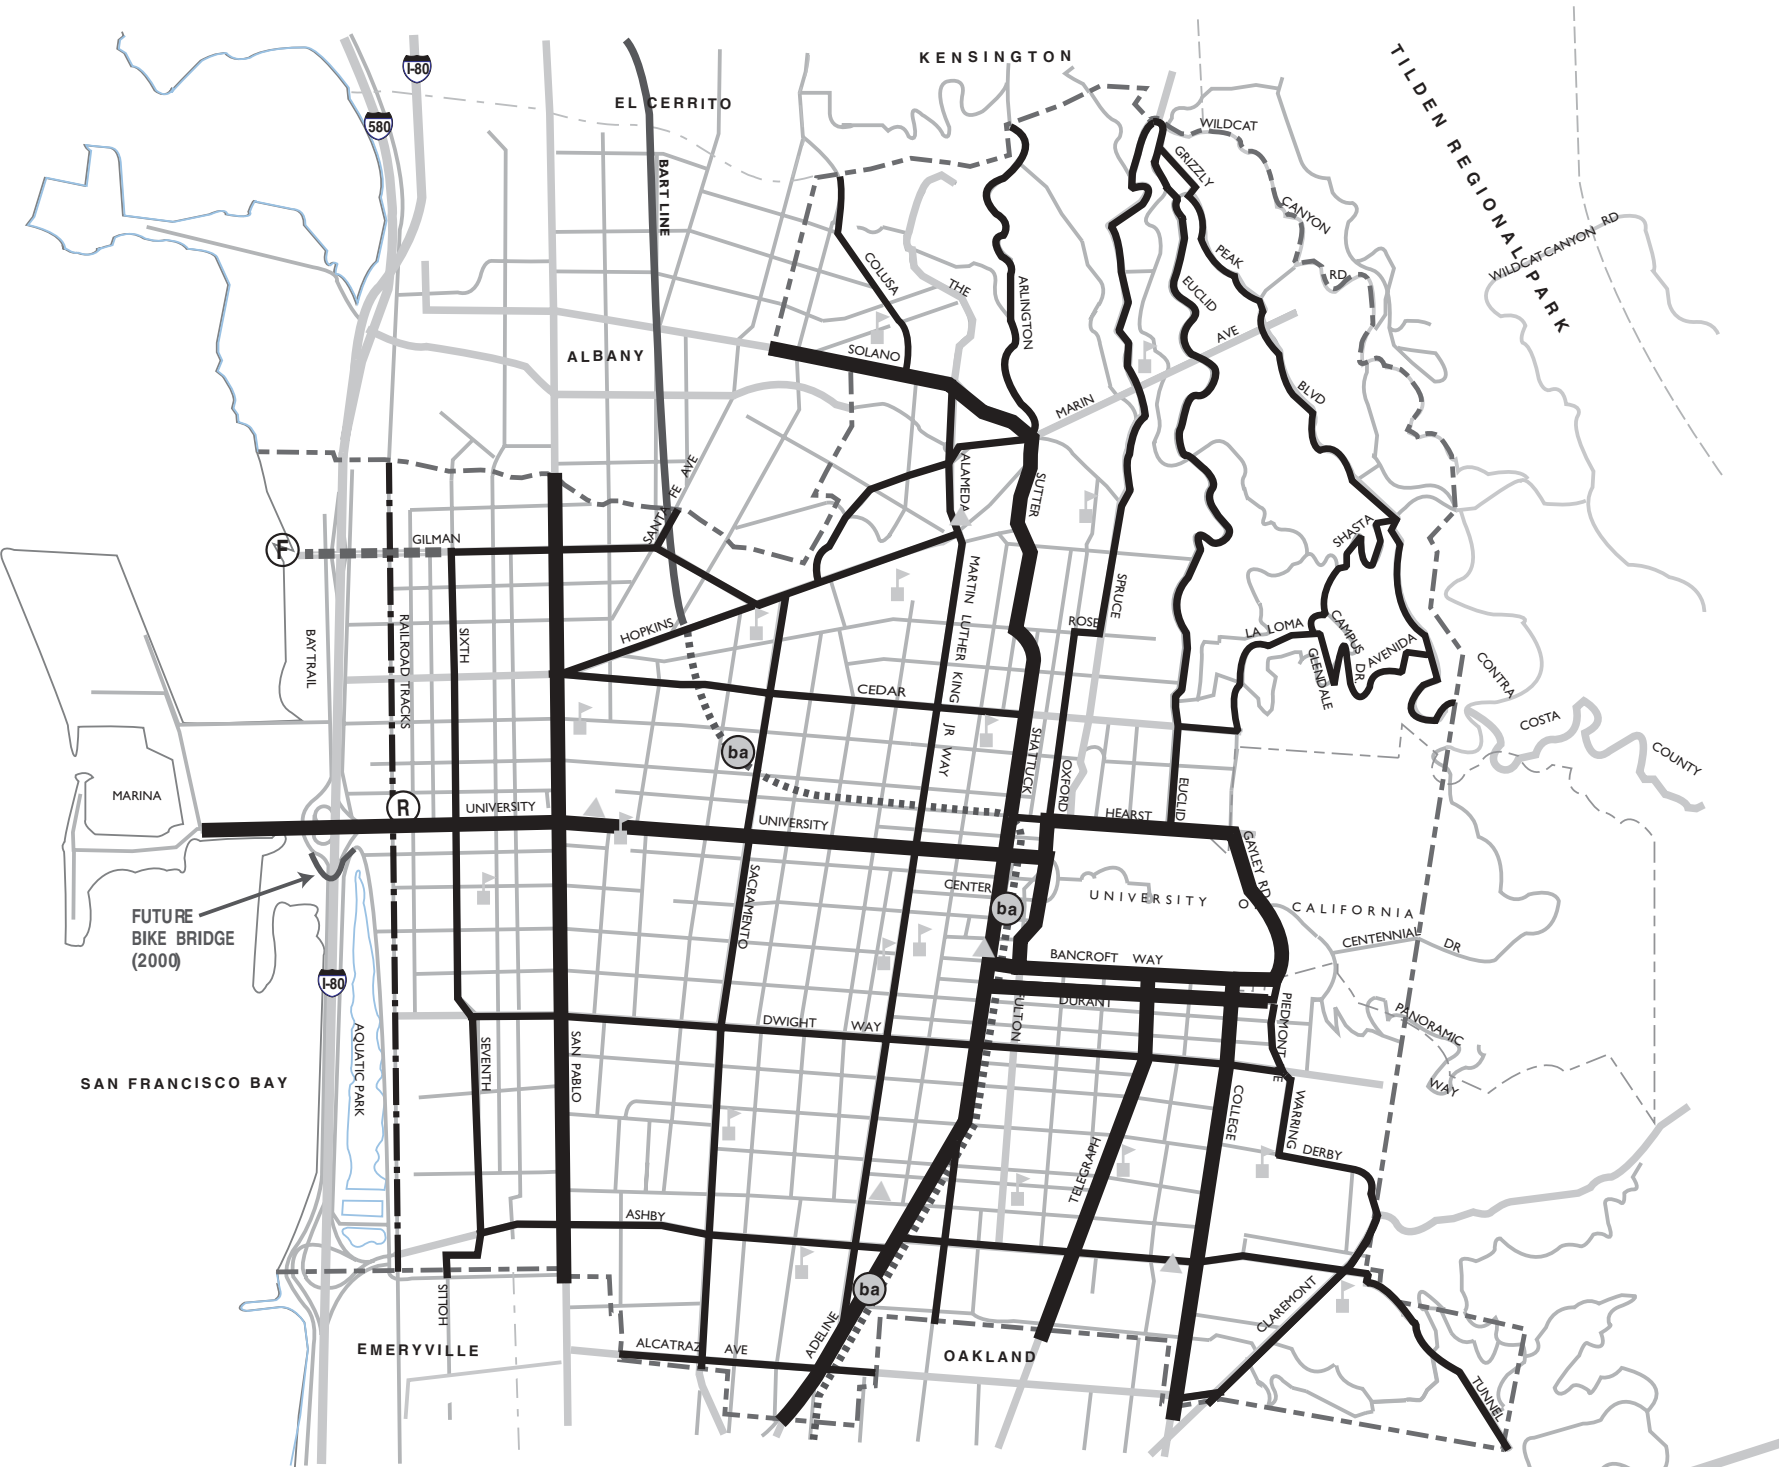 KENSINGTON
I-80
580
EL CERRITO
TILDEN REGIONAL PARK
WILDCAT
CANYON
RD
GRIZZLY
PEAK
BLVD
WILDCAT CANYON RD
BART LINE
COLUSA
THE
ARLINGTON
EUCLID
MARIN
AVE
SOLANO
ALBANY
SANTA FE AVE
ALAMEDA
SUTTER
SHASTA
F
GILMAN
BAY TRAIL
RAILROAD TRACKS
SIXTH
HOPKINS
MARTIN LUTHER KING
JR WAY
SPRUCE
ROSE
LA LOMA
CAMPUS DR.
GLENDALE
AVENIDA
CONTRA
COSTA
COUNTY
CEDAR
ba
SHATTUCK
OXFORD
EUCLID
MARINA
R
UNIVERSITY
UNIVERSITY
HEARST
GAYLEY RD
CENTER
ba
UNIVERSITY
O
CALIFORNIA
CENTENNIAL
DR
SACRAMENTO
FUTURE
BIKE BRIDGE
(2000)
I-80
BANCROFT WAY
DURANT
ULTON
PIEDMONT
E
PANORAMIC
WAY
DWIGHT WAY
AQUATIC PARK
SEVENTH
SAN PABLO
SAN FRANCISCO BAY
COLLEGE
WARRING
DERBY
TELEGRAPH
ASHBY
ba
HOLLIS
ADELINE
CLAREMONT
EMERYVILLE
ALCATRAZ
AVE
OAKLAND
TUNNEL